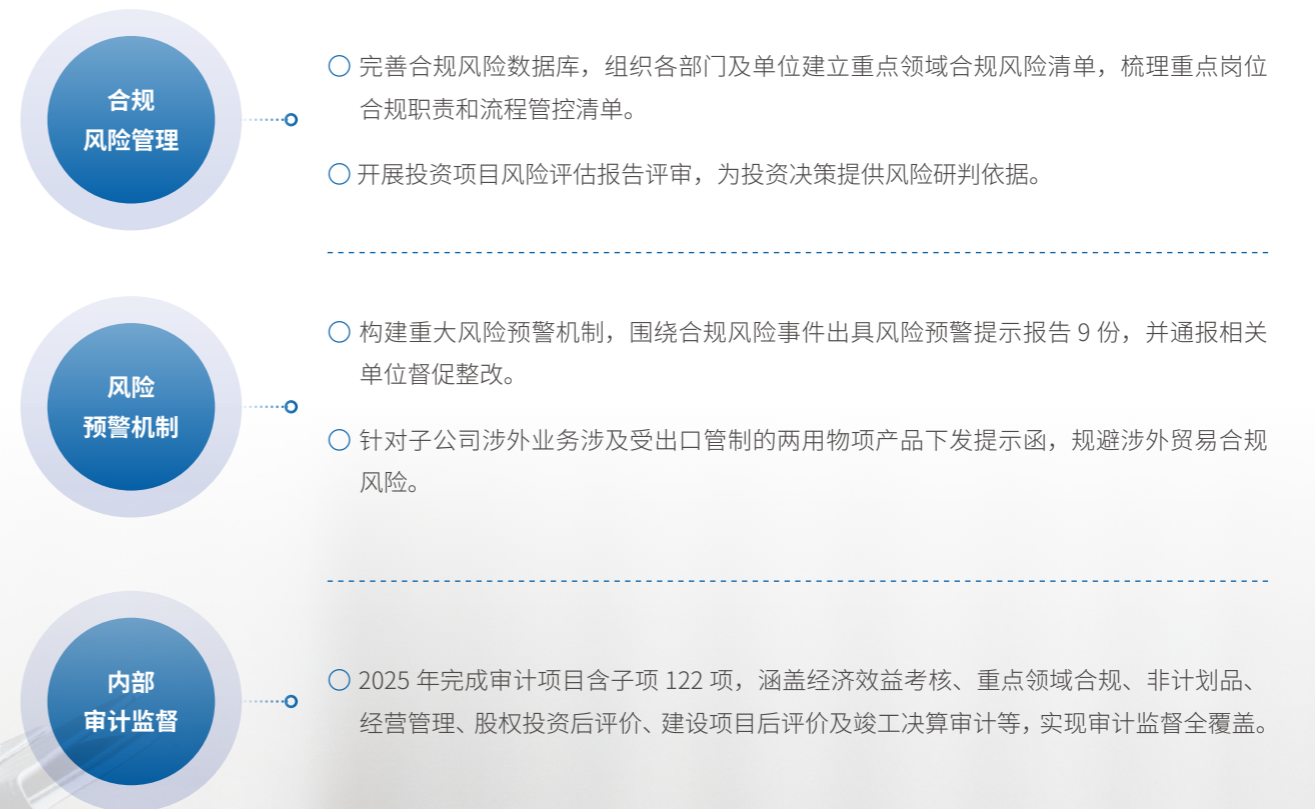 合规
风险管理
○ 完善合规风险数据库，组织各部门及单位建立重点领域合规风险清单，梳理重点岗位
合规职责和流程管控清单。
○ 开展投资项目风险评估报告评审，为投资决策提供风险研判依据。
风险
预警机制
○ 构建重大风险预警机制，围绕合规风险事件出具风险预警提示报告 9 份，并通报相关
单位督促整改。
○ 针对子公司涉外业务涉及受出口管制的两用物项产品下发提示函，规避涉外贸易合规
风险。
内部
审计监督
○ 2025 年完成审计项目含子项 122 项，涵盖经济效益考核、重点领域合规、非计划品、
经营管理、股权投资后评价、建设项目后评价及竣工决算审计等，实现审计监督全覆盖。